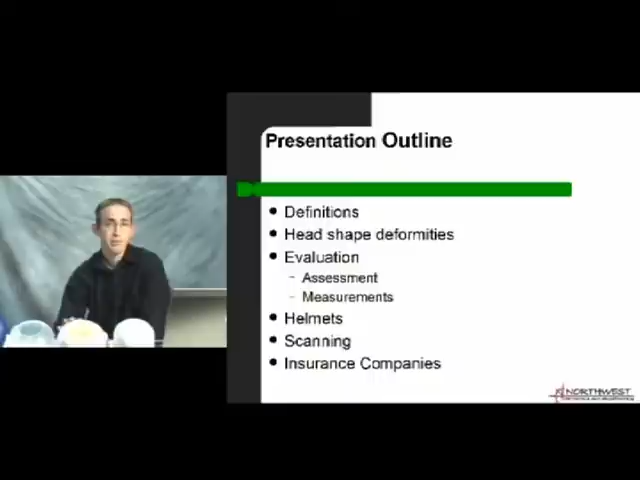 Presentation Outline
Definitions
Head shape deformities
Evaluation
Assessment
Measurements
Helmets
Scanning
Insurance Companies
NORTHWEST